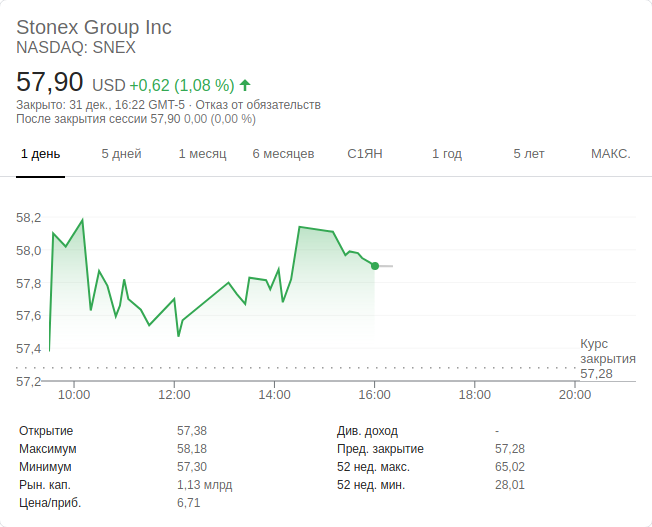 Stonex Group Inc
NASDAQ: SNEX
57,90 USD +0,62 (1,08 %)
Закрыто: 31 дек., 16:22 GMT-5 · Отказ от обязательств
После закрытия сессии 57,90 0,00 (0,00 %)
1 день 5 дней 1 месяц 6 месяцев С1ЯН 1 год 5 лет МАКС.
58,2
58,0
57,8
57,6
57,4
57,2
Курс
закрытия
57,28
10:00 12:00 14:00 16:00 18:00 20:00
Открытие 57,38 Див. доход -
Максимум 58,18 Пред. закрытие 57,28
Минимум 57,30 52 нед. макс. 65,02
Рын. кап. 1,13 млрд 52 нед. мин. 28,01
Цена/приб. 6,71